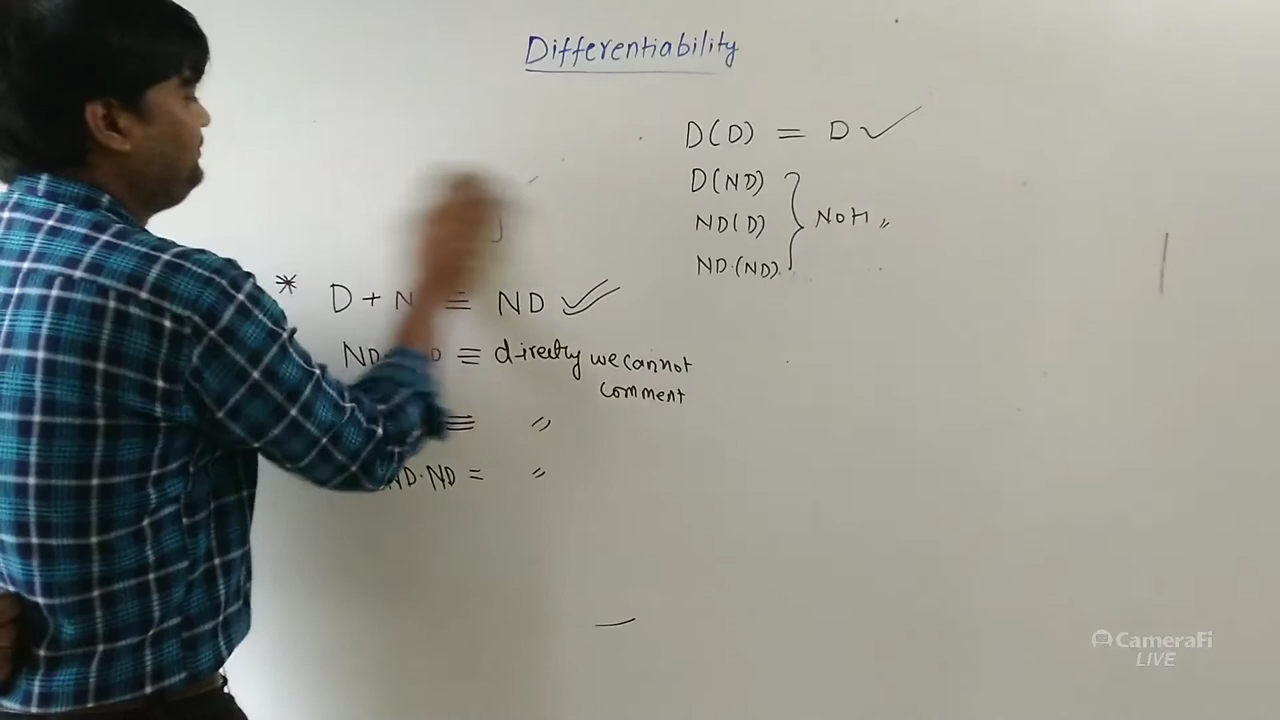 Differentiability
D(D) = D ✓
D(ND)
ND(D)
ND.(ND)
NOH 〃
* D + N = ND ✓
ND D ≡ directly we cannot
comment
≡ 〃
ND.ND = 〃
CameraFi
LIVE